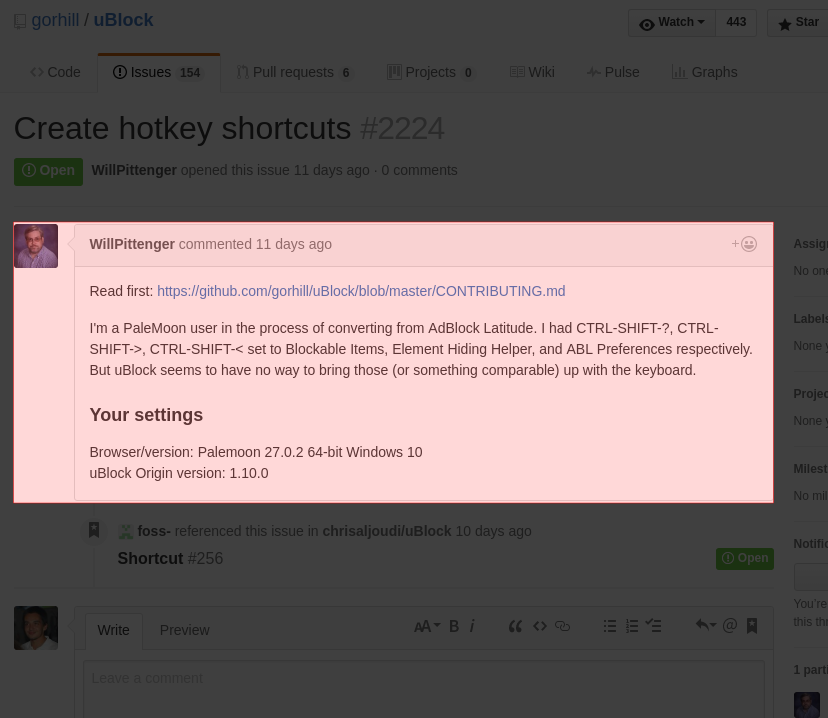 gorhill / uBlock
Watch 443 Star
Code Issues 154 Pull requests 6 Projects 0 Wiki Pulse Graphs
Create hotkey shortcuts #2224
Open WillPittenger opened this issue 11 days ago · 0 comments
WillPittenger commented 11 days ago
Read first: https://github.com/gorhill/uBlock/blob/master/CONTRIBUTING.md
I'm a PaleMoon user in the process of converting from AdBlock Latitude. I had CTRL-SHIFT-?, CTRL-
SHIFT->, CTRL-SHIFT-< set to Blockable Items, Element Hiding Helper, and ABL Preferences respectively.
But uBlock seems to have no way to bring those (or something comparable) up with the keyboard.
Your settings
Browser/version: Palemoon 27.0.2 64-bit Windows 10
uBlock Origin version: 1.10.0
foss- referenced this issue in chrisaljoudi/uBlock 10 days ago
Shortcut #256
Open
Write Preview
AA B i @
Leave a comment
Assig
No one
Labels
None y
Projec
None y
Milest
No mil
Notific
You're
this thr
1 parti